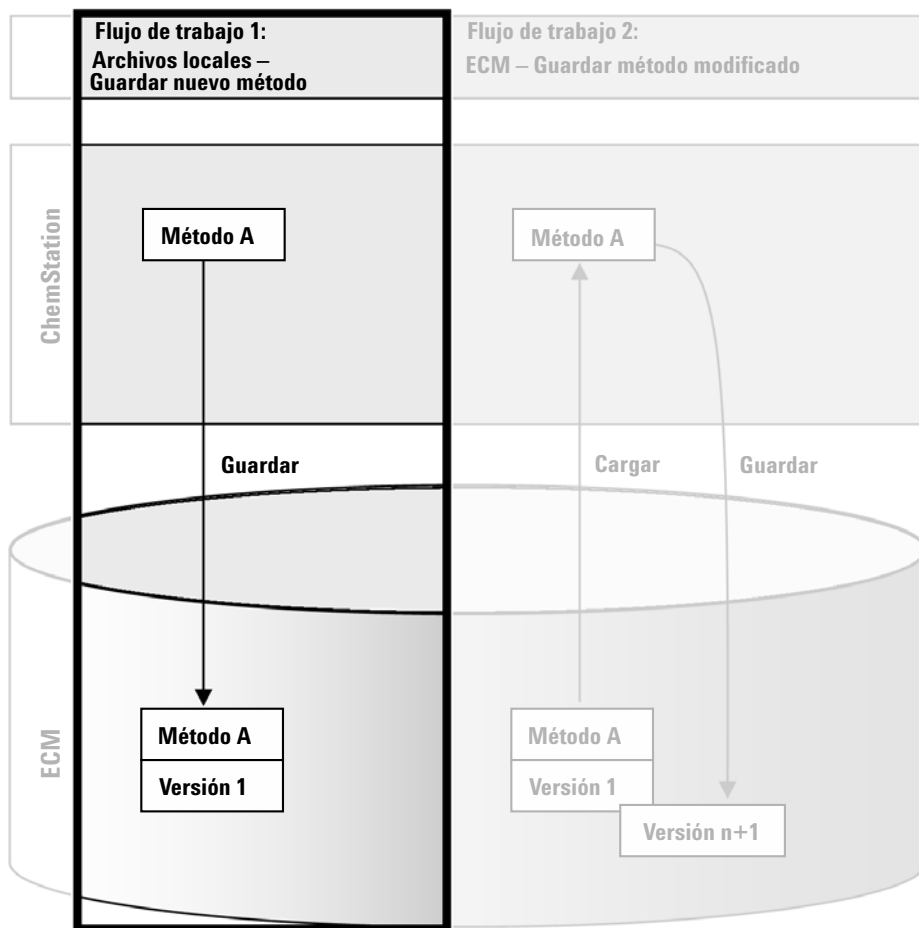 Flujo de trabajo 1:
Archivos locales –
Guardar nuevo método
Flujo de trabajo 2:
ECM – Guardar método modificado
ChemStation
Método A
Método A
Guardar
Cargar
Guardar
ECM
Método A
Versión 1
Método A
Versión 1
Versión n+1